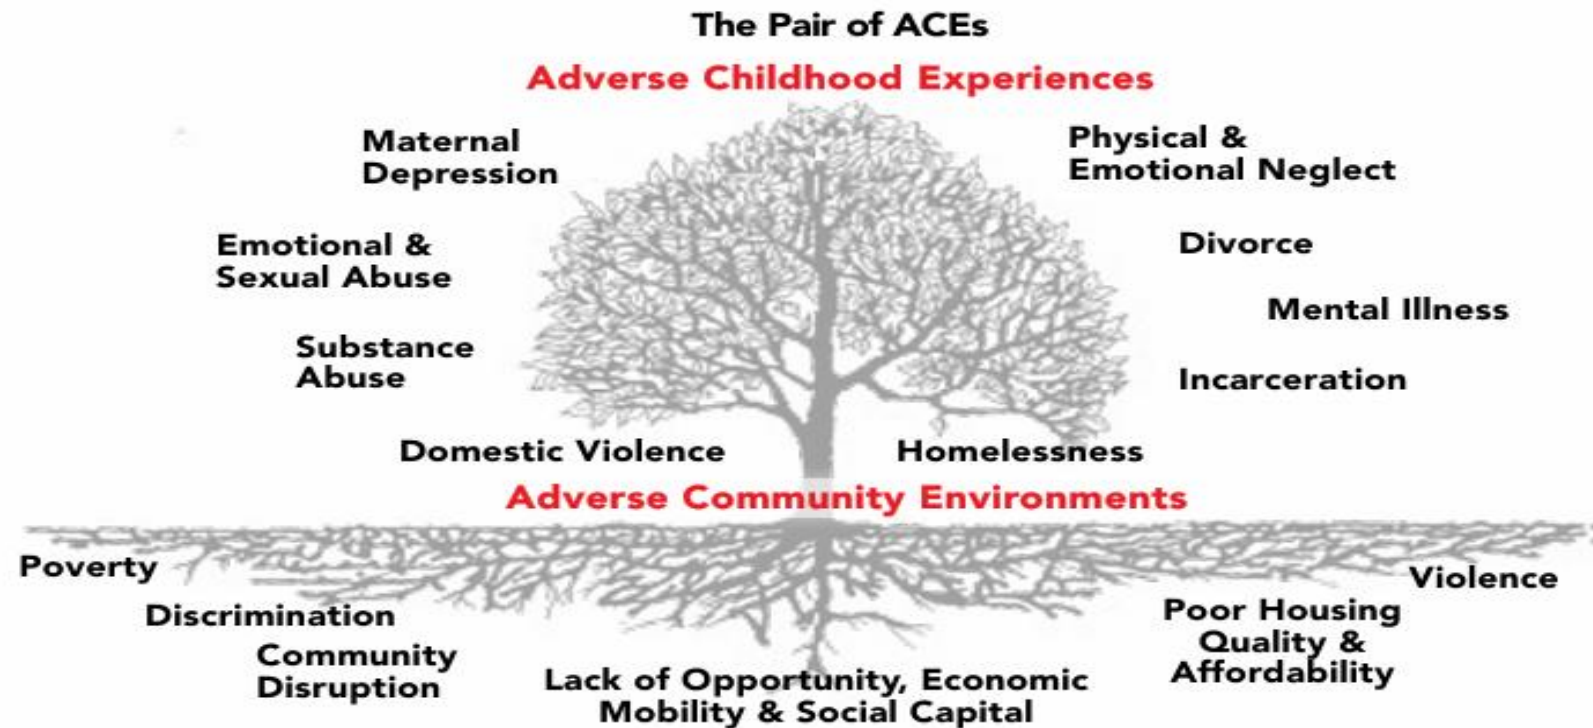 The Pair of ACEs
Adverse Childhood Experiences
Maternal
Depression
Physical &
Emotional Neglect
Emotional &
Sexual Abuse
Divorce
Mental Illness
Substance
Abuse
Incarceration
Domestic Violence
Homelessness
Adverse Community Environments
Poverty
Violence
Discrimination
Poor Housing
Quality &
Affordability
Community
Disruption
Lack of Opportunity, Economic
Mobility & Social Capital